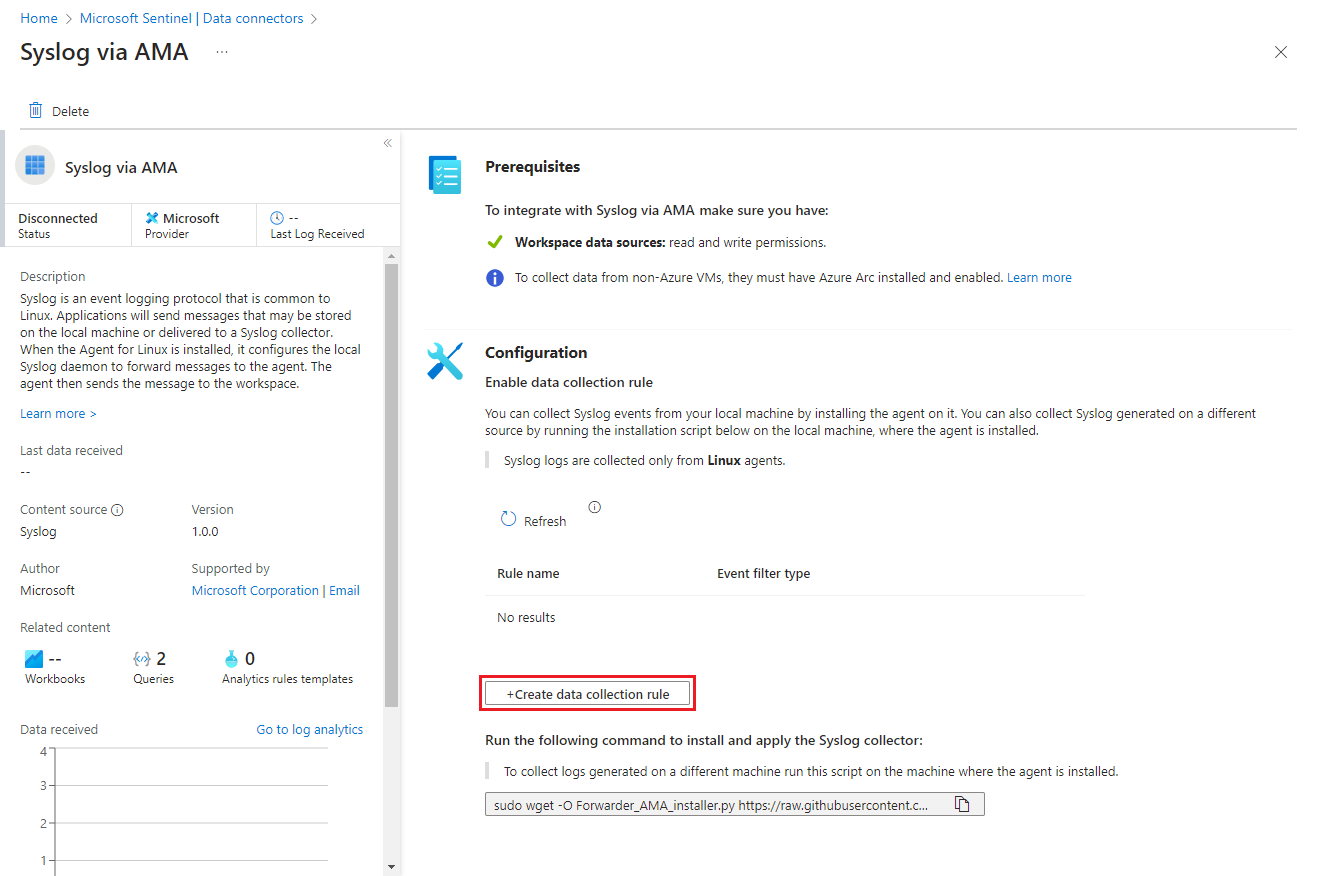 Home > Microsoft Sentinel | Data connectors >
Syslog via AMA ...
Delete
«
Syslog via AMA
Disconnected
Status
Microsoft
Provider
--
Last Log Received
Description
Syslog is an event logging protocol that is common to
Linux. Applications will send messages that may be stored
on the local machine or delivered to a Syslog collector.
When the Agent for Linux is installed, it configures the local
Syslog daemon to forward messages to the agent. The
agent then sends the message to the workspace.
Learn more >
Last data received
--
Content source
Version
Syslog
1.0.0
Author
Supported by
Microsoft
Microsoft Corporation | Email
Related content
--
Workbooks
2
Queries
0
Analytics rules templates
Data received
Go to log analytics
4
3
2
1
Prerequisites
To integrate with Syslog via AMA make sure you have:
Workspace data sources: read and write permissions.
To collect data from non-Azure VMs, they must have Azure Arc installed and enabled. Learn more
Configuration
Enable data collection rule
You can collect Syslog events from your local machine by installing the agent on it. You can also collect Syslog generated on a different
source by running the installation script below on the local machine, where the agent is installed.
Syslog logs are collected only from Linux agents.
Refresh
Rule name
Event filter type
No results
+Create data collection rule
Run the following command to install and apply the Syslog collector:
To collect logs generated on a different machine run this script on the machine where the agent is installed.
sudo wget -O Forwarder_AMA_installer.py https://raw.githubusercontent.c...